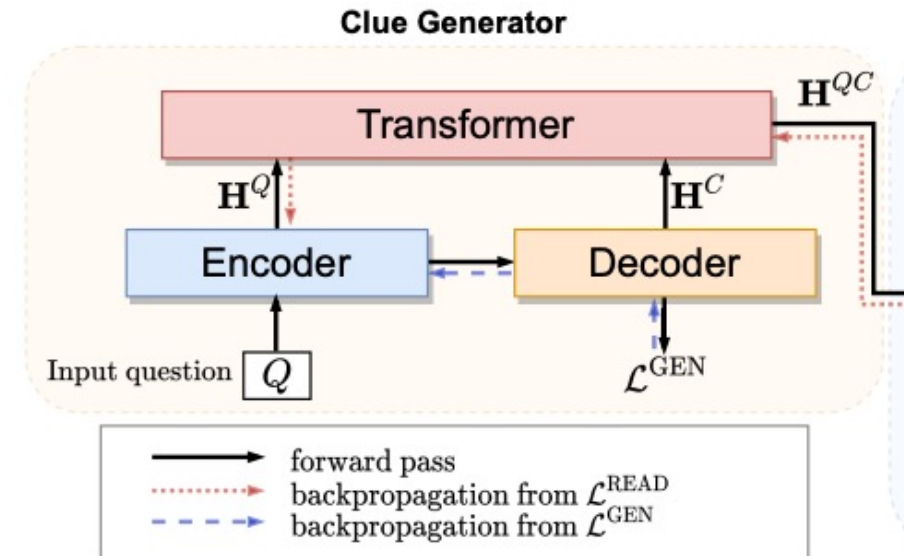 Clue Generator
H^{QC}
Transformer
H^Q
H^C
Encoder
Decoder
Input question Q
ℒ^{GEN}
forward pass
backpropagation from ℒ^{READ}
backpropagation from ℒ^{GEN}